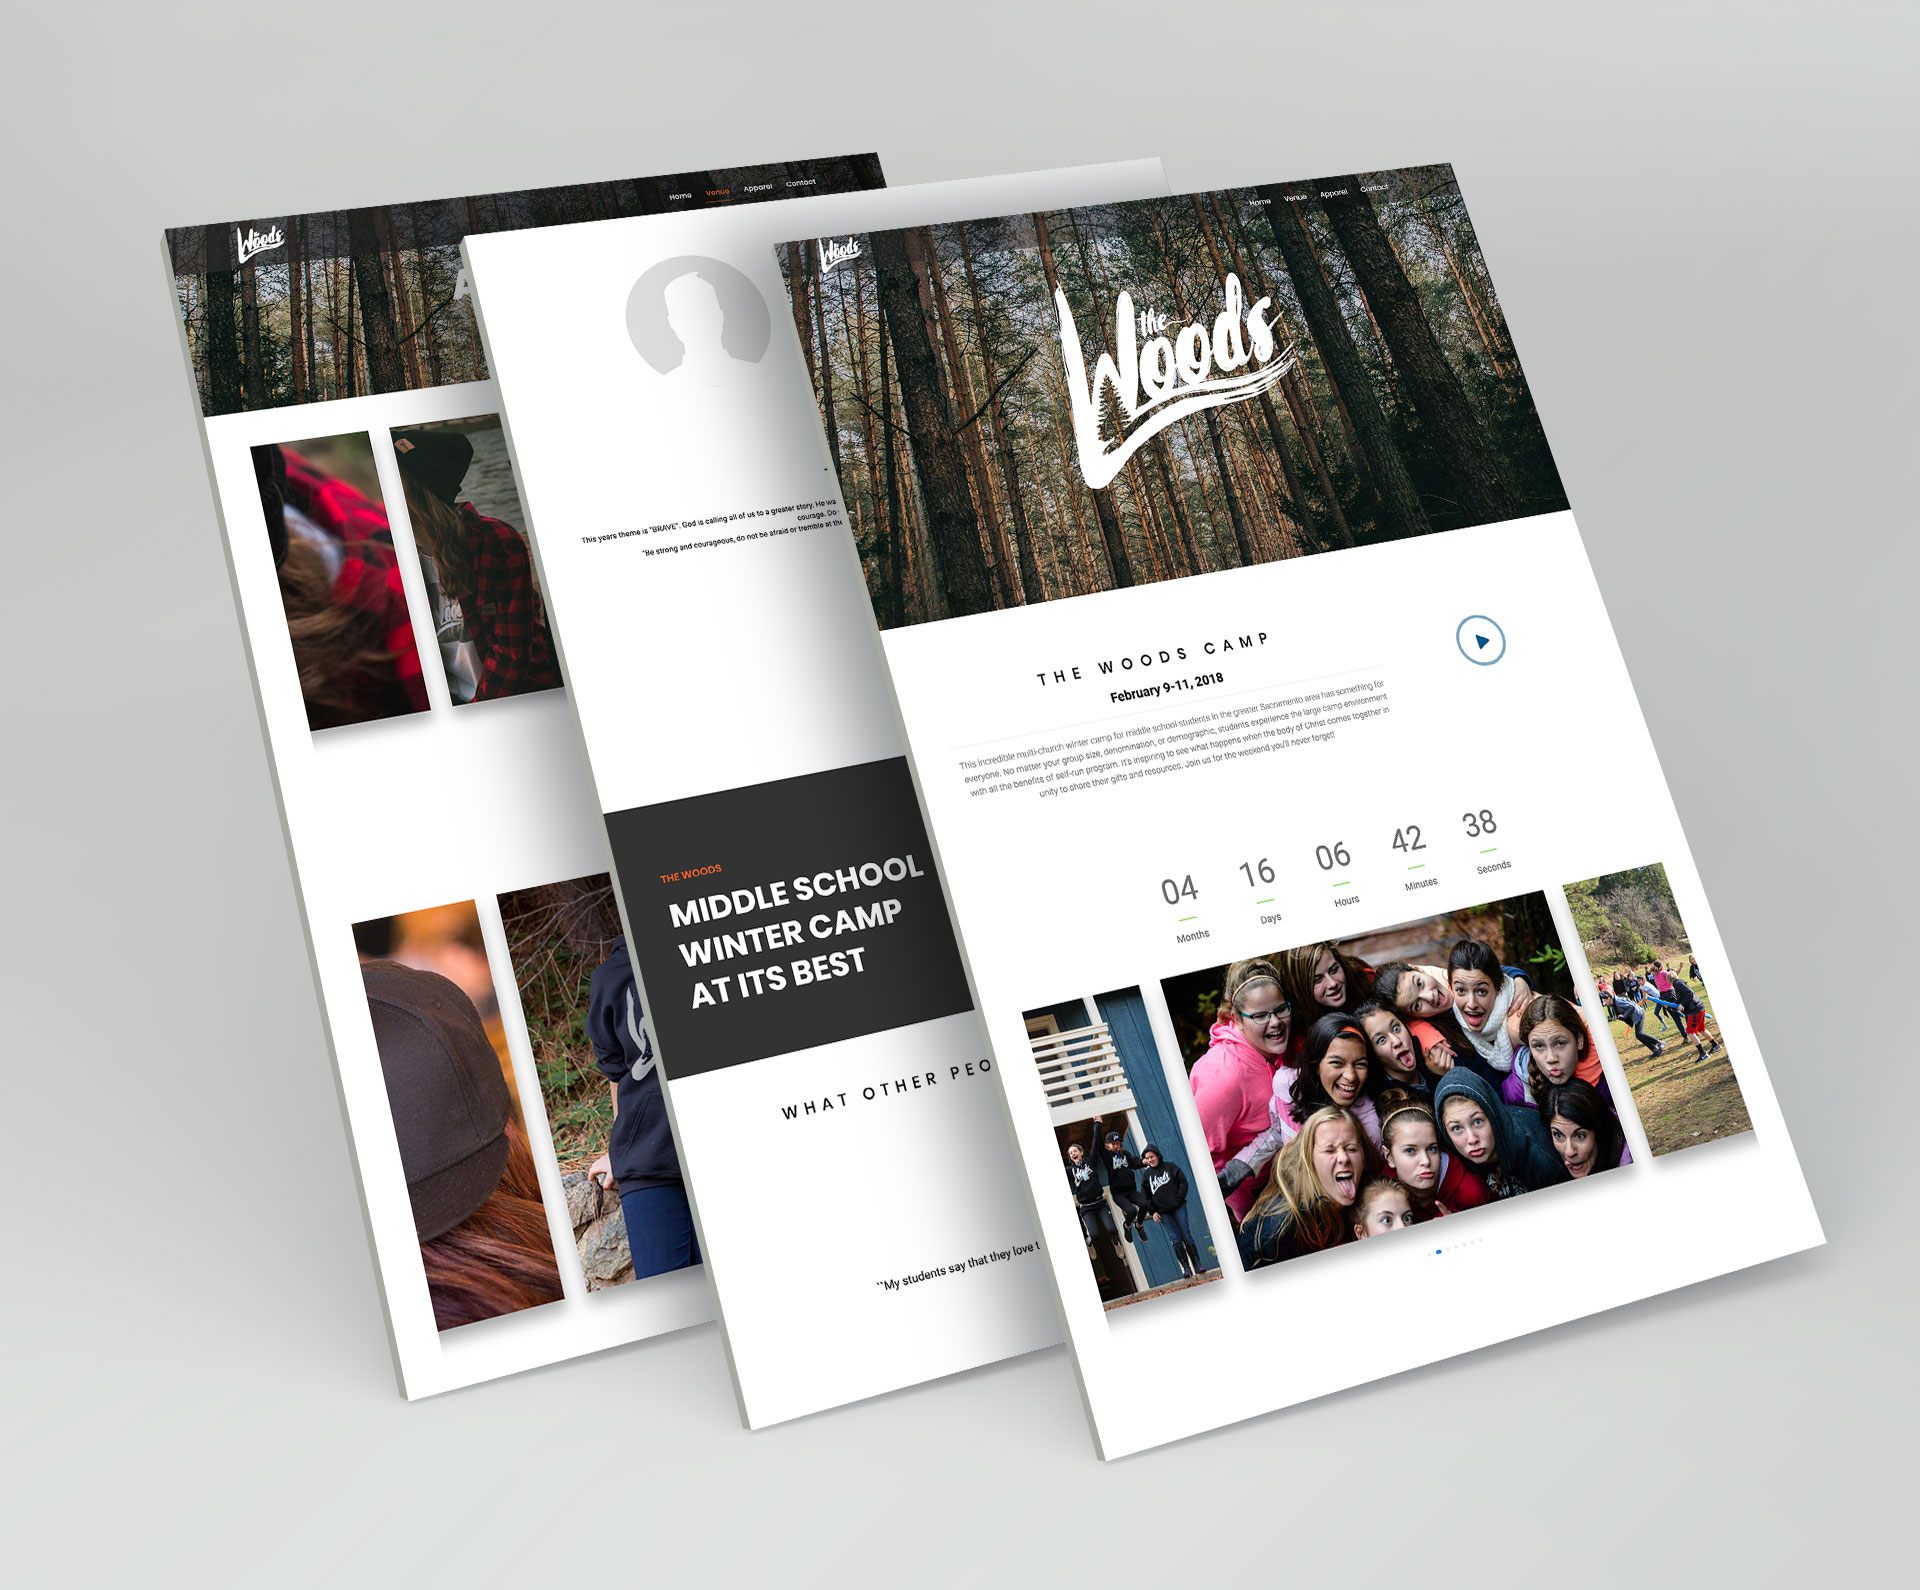 Home Venue Apparel Contact
the Woods
A
This years theme is "BRAVE". God is calling all of us to a greater story. He wa
courage. Do
"Be strong and courageous, do not be afraid or tremble at the
THE WOODS
MIDDLE SCHOOL
WINTER CAMP
AT ITS BEST
WHAT OTHER PEO
``My students say that they love t
Home Venue Apparel Contact
the Woods
the Woods
THE WOODS CAMP
February 9-11, 2018
This incredible multi-church winter camp for middle school students in the greater Sacramento area has something for
everyone. No matter your group size, denomination, or demographic, students experience the large camp environment
with all the benefits of self-run program. It's inspiring to see what happens when the body of Christ comes together in
unity to share their gifts and resources. Join us for the weekend you'll never forget!
04 16 06 42 38
Months Days Hours Minutes Seconds
Woods
Woods
Woods